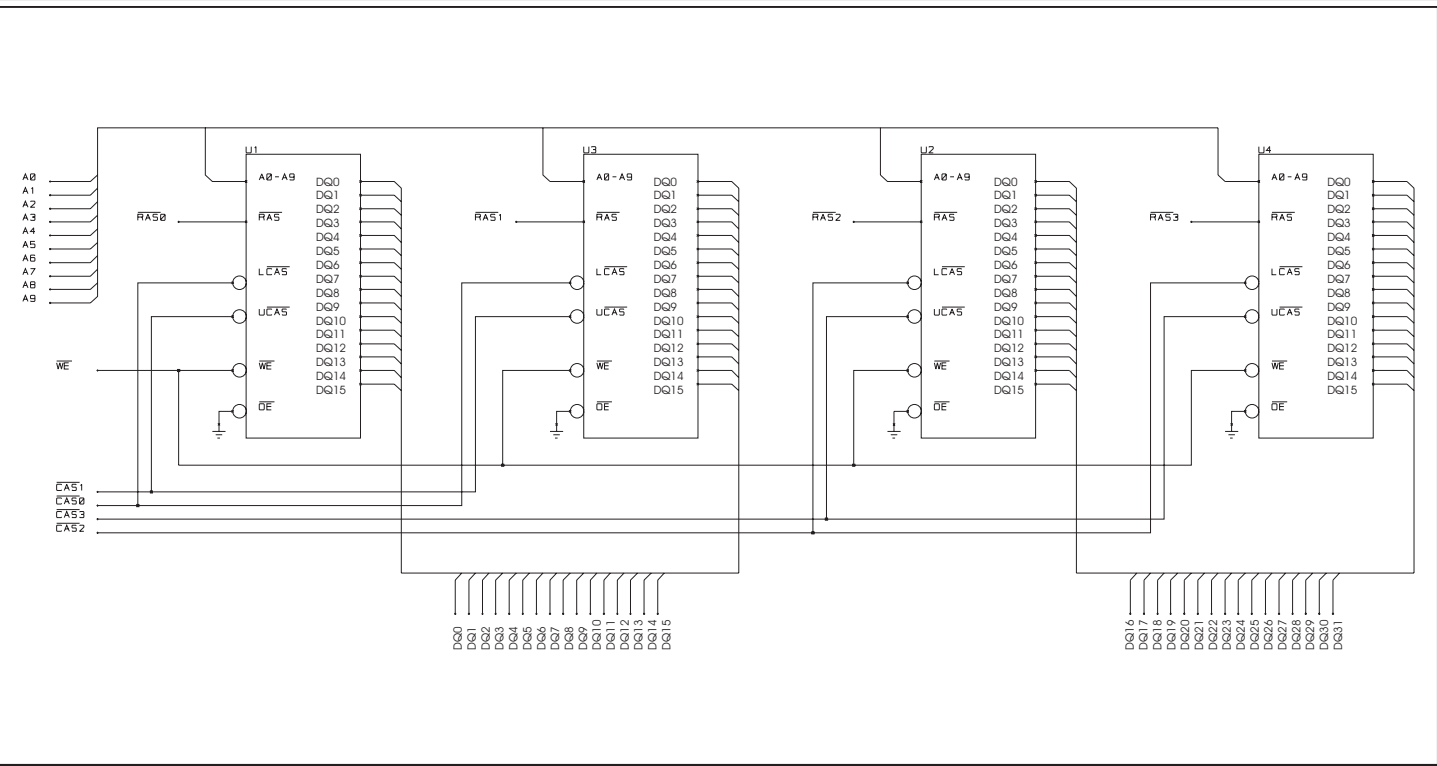 U1
U3
U2
U4
A0
A1
A2
A3
A4
A5
A6
A7
A8
A9
RAS0
A0-A9
RAS
LCAS
UCAS
WE
OE
DQ0
DQ1
DQ2
DQ3
DQ4
DQ5
DQ6
DQ7
DQ8
DQ9
DQ10
DQ11
DQ12
DQ13
DQ14
DQ15
RAS1
A0-A9
RAS
LCAS
UCAS
WE
OE
DQ0
DQ1
DQ2
DQ3
DQ4
DQ5
DQ6
DQ7
DQ8
DQ9
DQ10
DQ11
DQ12
DQ13
DQ14
DQ15
RAS2
A0-A9
RAS
LCAS
UCAS
WE
OE
DQ0
DQ1
DQ2
DQ3
DQ4
DQ5
DQ6
DQ7
DQ8
DQ9
DQ10
DQ11
DQ12
DQ13
DQ14
DQ15
RAS3
A0-A9
RAS
LCAS
UCAS
WE
OE
DQ0
DQ1
DQ2
DQ3
DQ4
DQ5
DQ6
DQ7
DQ8
DQ9
DQ10
DQ11
DQ12
DQ13
DQ14
DQ15
WE
CAS1
CAS0
CAS3
CAS2
DQ0
DQ1
DQ2
DQ3
DQ4
DQ5
DQ6
DQ7
DQ8
DQ9
DQ10
DQ11
DQ12
DQ13
DQ14
DQ15
DQ16
DQ17
DQ18
DQ19
DQ20
DQ21
DQ22
DQ23
DQ24
DQ25
DQ26
DQ27
DQ28
DQ29
DQ30
DQ31